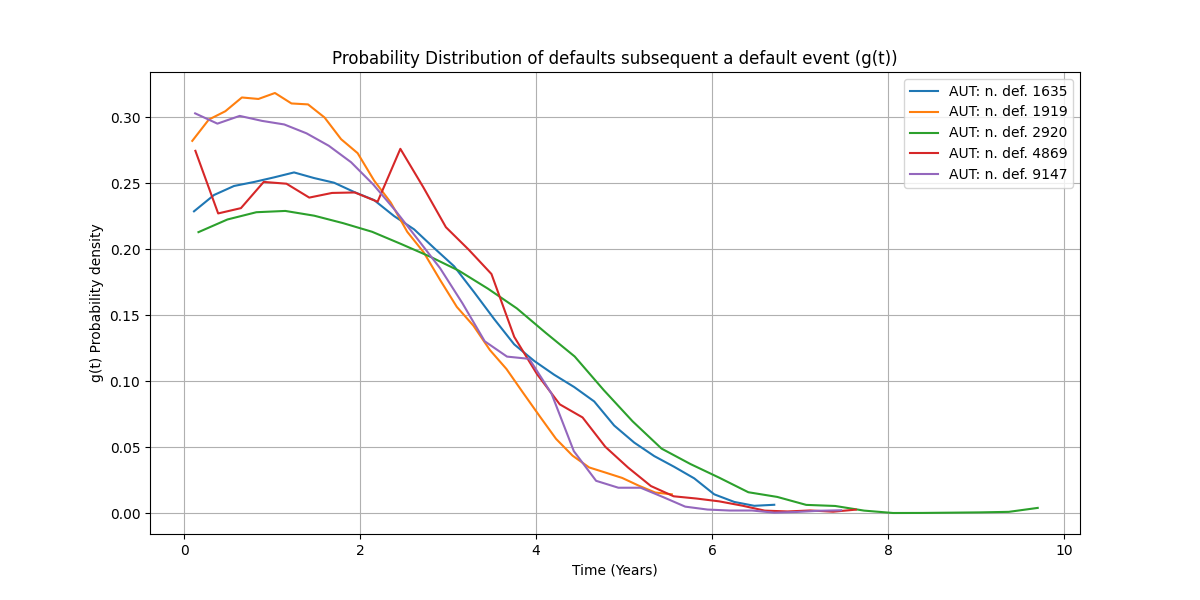 Probability Distribution of defaults subsequent a default event (g(t))
AUT: n. def. 1635
AUT: n. def. 1919
AUT: n. def. 2920
AUT: n. def. 4869
AUT: n. def. 9147
g(t) Probability density
0.30
0.25
0.20
0.15
0.10
0.05
0.00
0 2 4 6 8 10
Time (Years)